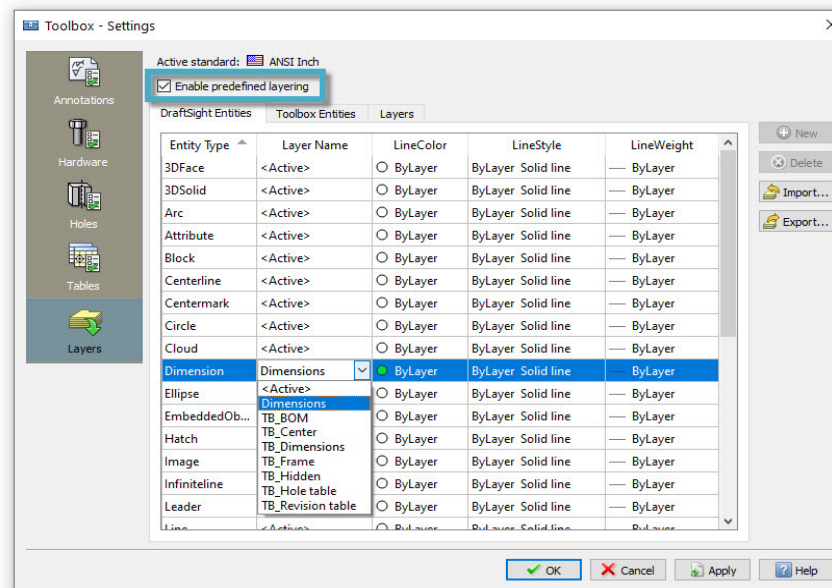 Toolbox - Settings
Annotations
Hardware
Holes
Tables
Layers
Active standard: ANSI Inch
Enable predefined layering
DraftSight Entities Toolbox Entities Layers
Entity Type Layer Name LineColor LineStyle LineWeight
3DFace <Active> ByLayer ByLayer Solid line ByLayer
3DSolid <Active> ByLayer ByLayer Solid line ByLayer
Arc <Active> ByLayer ByLayer Solid line ByLayer
Attribute <Active> ByLayer ByLayer Solid line ByLayer
Block <Active> ByLayer ByLayer Solid line ByLayer
Centerline <Active> ByLayer ByLayer Solid line ByLayer
Centermark <Active> ByLayer ByLayer Solid line ByLayer
Circle <Active> ByLayer ByLayer Solid line ByLayer
Cloud <Active> ByLayer ByLayer Solid line ByLayer
Dimension Dimensions ByLayer ByLayer Solid line ByLayer
Ellipse ByLayer ByLayer Solid line ByLayer
EmbeddedOb... ByLayer ByLayer Solid line ByLayer
Hatch ByLayer ByLayer Solid line ByLayer
Image ByLayer ByLayer Solid line ByLayer
Infiniteline ByLayer ByLayer Solid line ByLayer
Leader ByLayer ByLayer Solid line ByLayer
Line <Active> ByLayer ByLayer Solid line ByLayer
<Active>
Dimensions
TB_BOM
TB_Center
TB_Dimensions
TB_Frame
TB_Hidden
TB_Hole table
TB_Revision table
New
Delete
Import...
Export...
OK Cancel Apply Help